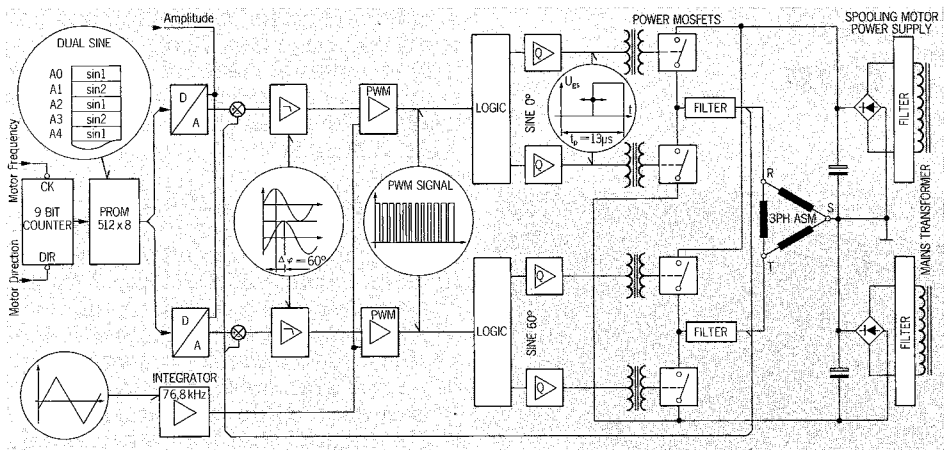 Amplitude
DUAL SINE
A0 sin1
A1 sin2
A2 sin1
A3 sin2
A4 sin1
D
A
PWM
LOGIC
Q
SINE 0°
Ugs
t
tp = 13µs
Q
POWER MOSFETS
FILTER
SPOOLING MOTOR
POWER SUPPLY
FILTER
Motor Frequency
CK
9 BIT
COUNTER
DIR
Motor Direction
PROM
512 x 8
Δφ = 60°
PWM SIGNAL
R
S
3PH ASM
T
MAINS TRANSFORMER
D
A
PWM
LOGIC
Q
SINE 60°
Q
FILTER
FILTER
INTEGRATOR
76,8 kHz